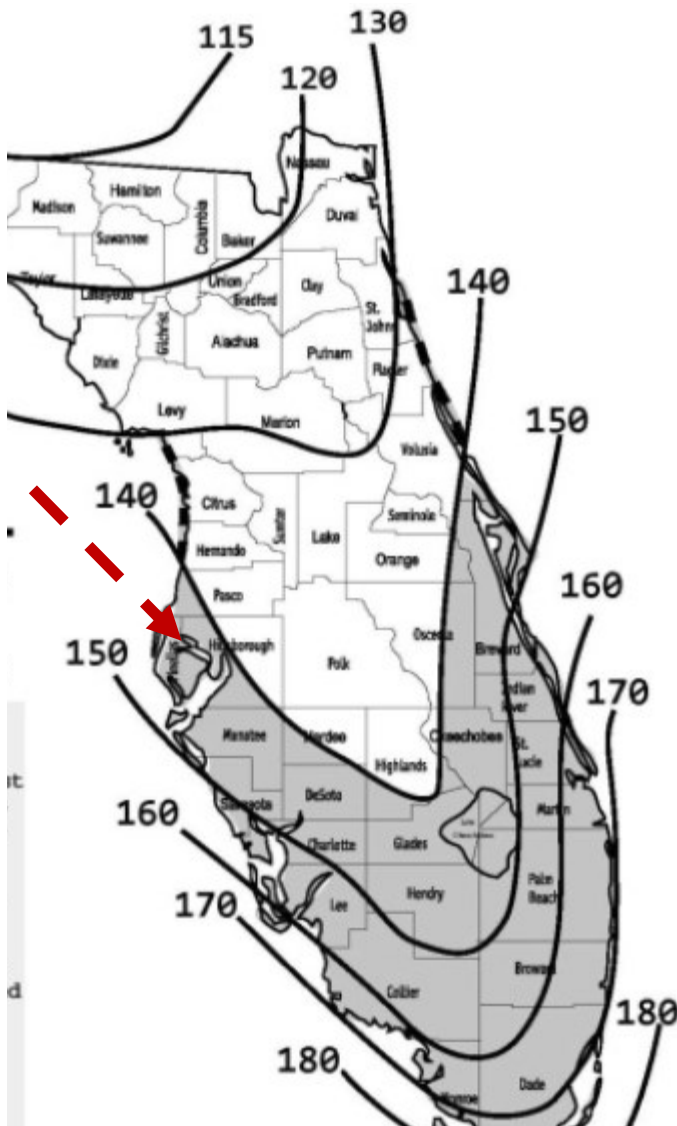 115
130
120
Nassau
Hamilton
Madison
Columbia
Duval
Suwannee
Baker
Taylor
Lafayette
Union
Clay
140
Bradford
St.
Johns
Gilchrist
Alachua
Putnam
Dixie
Flagler
Levy
Marion
150
Volusia
140
Citrus
Sumter
Seminole
Lake
Hernando
Orange
160
Pasco
Osceola
Hillsborough
150
Polk
Brevard
170
Indian
River
Manatee
Hardee
Okeechobee
St.
Lucie
Highlands
st
DeSoto
Sarasota
Martin
160
Charlotte
Glades
170
Lee
Hendry
Palm
Beach
Broward
d
Collier
180
180
Dade
Monroe